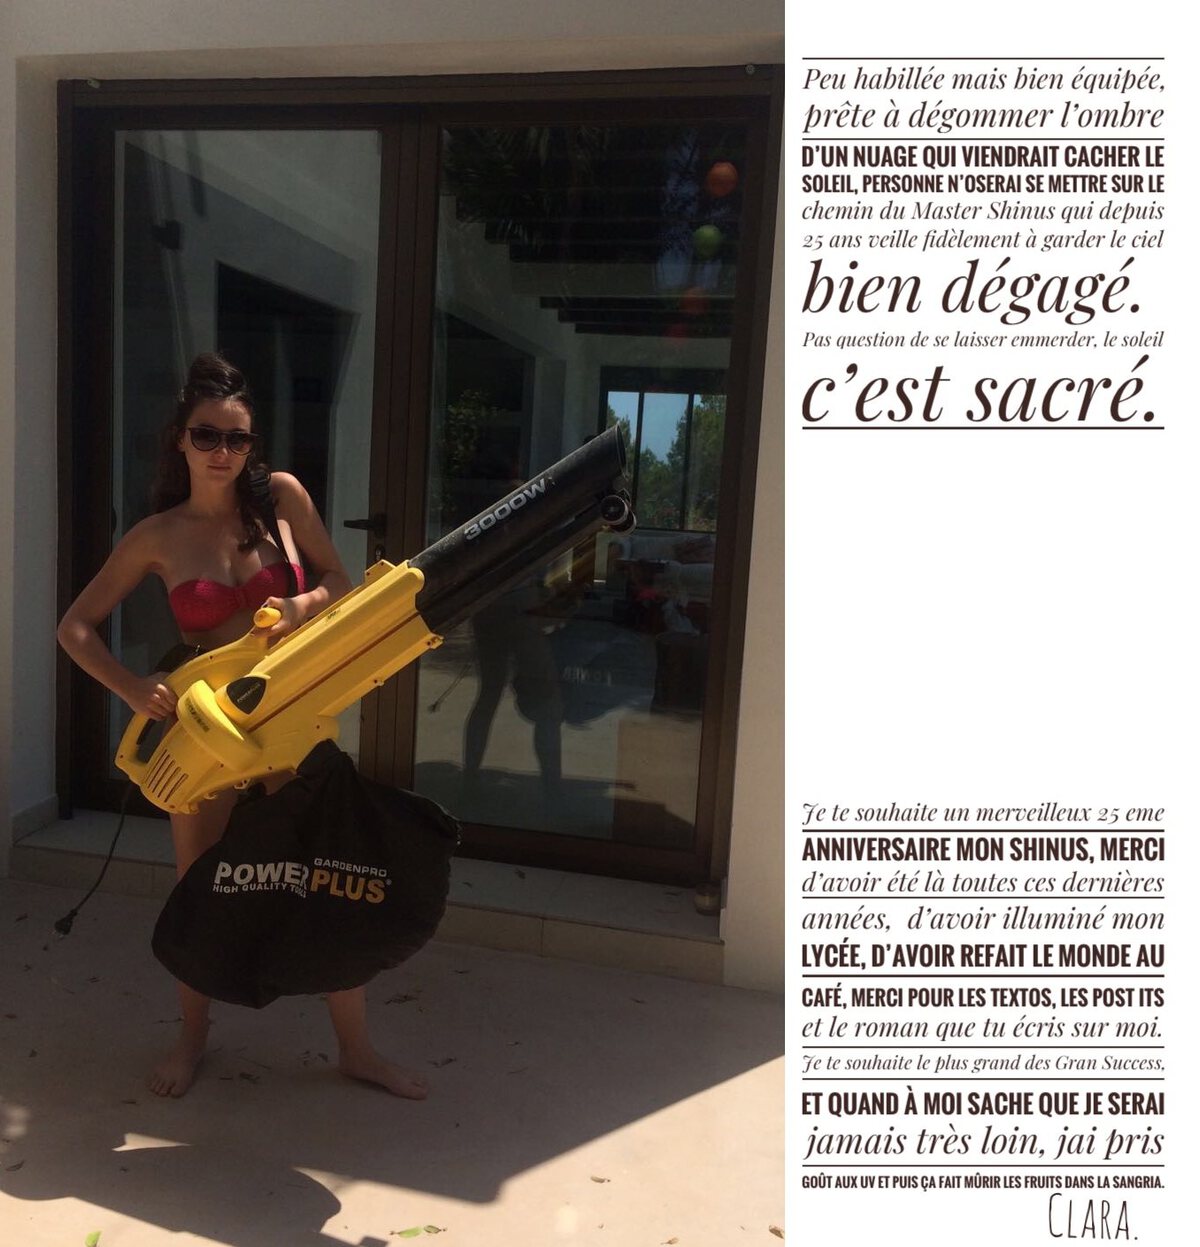 3000W
POWERPLUS
GARDENPRO
POWER PLUS®
HIGH QUALITY TOOLS
Peu habillée mais bien équipée,
prête à dégommer l'ombre
D'UN NUAGE QUI VIENDRAIT CACHER LE
SOLEIL, PERSONNE N'OSERAI SE METTRE SUR LE
chemin du Master Shinus qui depuis
25 ans veille fidèlement à garder le ciel
bien dégagé.
Pas question de se laisser emmerder, le soleil
c'est sacré.
Je te souhaite un merveilleux 25 eme
ANNIVERSAIRE MON SHINUS, MERCI
d'avoir été là toutes ces dernières
années, d'avoir illuminé mon
LYCÉE, D'AVOIR REFAIT LE MONDE AU
CAFÉ, MERCI POUR LES TEXTOS, LES POST ITS
et le roman que tu écris sur moi.
Je te souhaite le plus grand des Gran Success,
ET QUAND À MOI SACHE QUE JE SERAI
jamais très loin, jai pris
GOÛT AUX UV ET PUIS ÇA FAIT MÛRIR LES FRUITS DANS LA SANGRIA.
CLARA.